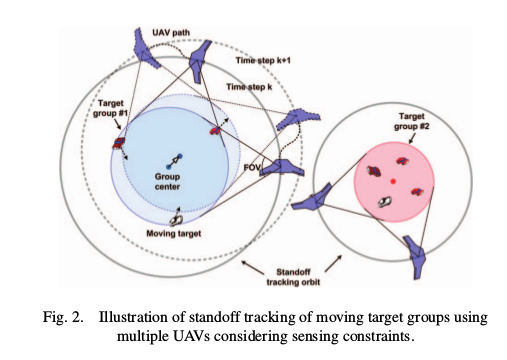 UAV path
Time step k+1
Time step k
Target
group #1
Target
group #2
FOV
Group
center
Moving target
Standoff
tracking orbit
Fig. 2. Illustration of standoff tracking of moving target groups using
multiple UAVs considering sensing constraints.